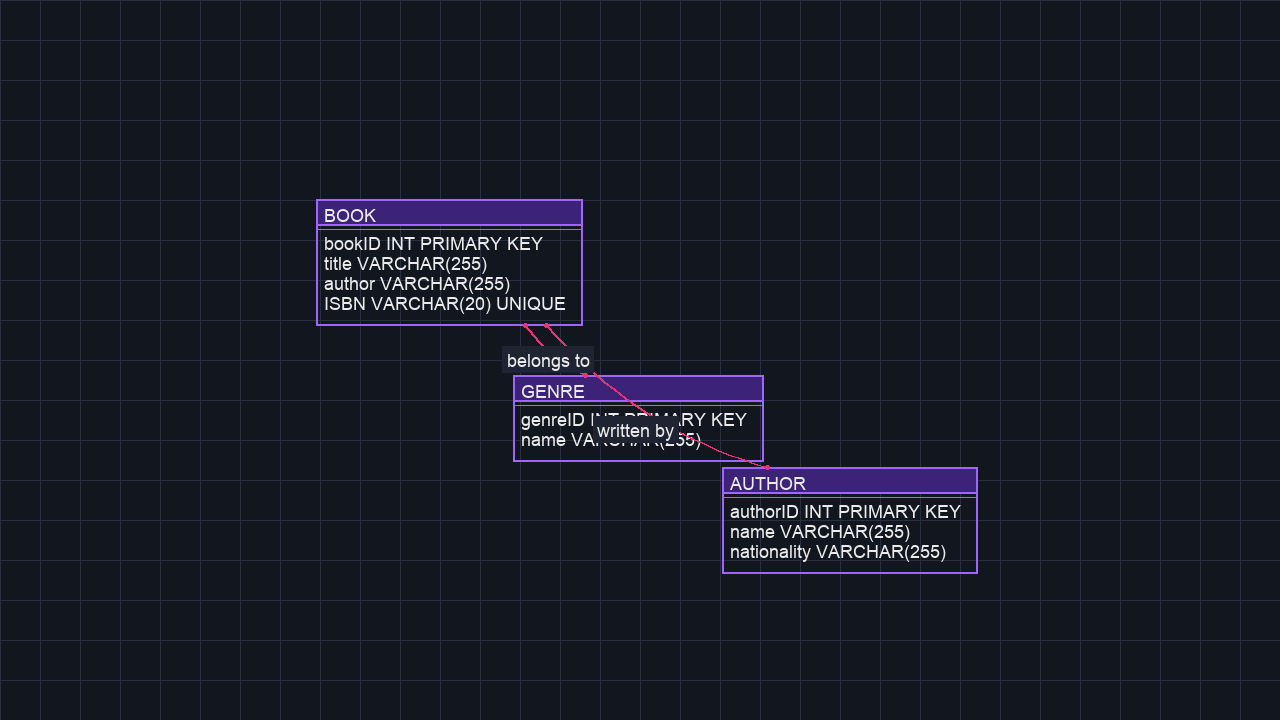 BOOK
bookID INT PRIMARY KEY
title VARCHAR(255)
author VARCHAR(255)
ISBN VARCHAR(20) UNIQUE
belongs to
GENRE
genreID INT PRIMARY KEY
written by
name VARCHAR(255)
AUTHOR
authorID INT PRIMARY KEY
name VARCHAR(255)
nationality VARCHAR(255)